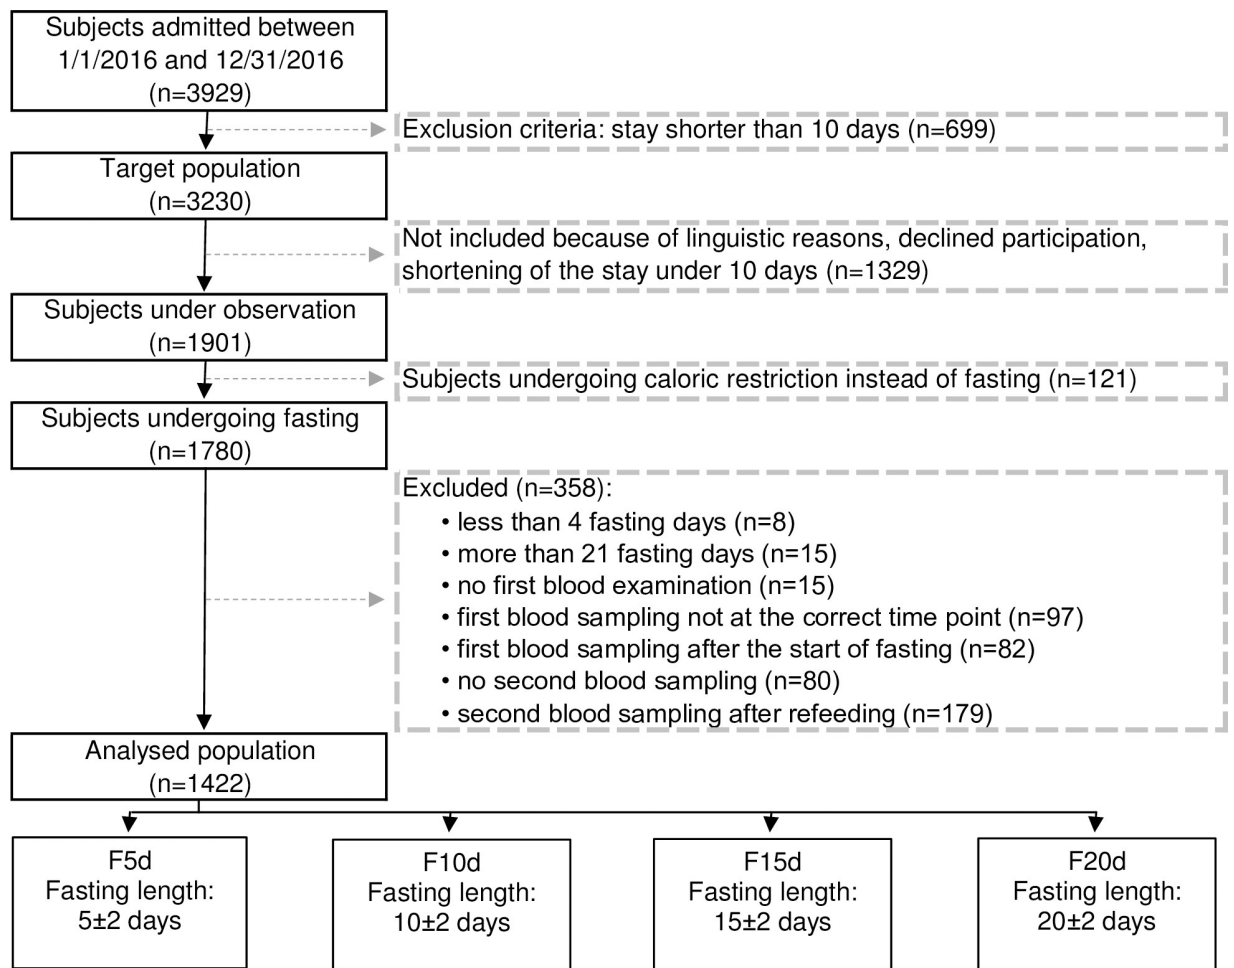 Subjects admitted between
1/1/2016 and 12/31/2016
(n=3929)
Exclusion criteria: stay shorter than 10 days (n=699)
Target population
(n=3230)
Not included because of linguistic reasons, declined participation,
shortening of the stay under 10 days (n=1329)
Subjects under observation
(n=1901)
Subjects undergoing caloric restriction instead of fasting (n=121)
Subjects undergoing fasting
(n=1780)
Excluded (n=358):
• less than 4 fasting days (n=8)
• more than 21 fasting days (n=15)
• no first blood examination (n=15)
• first blood sampling not at the correct time point (n=97)
• first blood sampling after the start of fasting (n=82)
• no second blood sampling (n=80)
• second blood sampling after refeeding (n=179)
Analysed population
(n=1422)
F5d
Fasting length:
5±2 days
F10d
Fasting length:
10±2 days
F15d
Fasting length:
15±2 days
F20d
Fasting length:
20±2 days